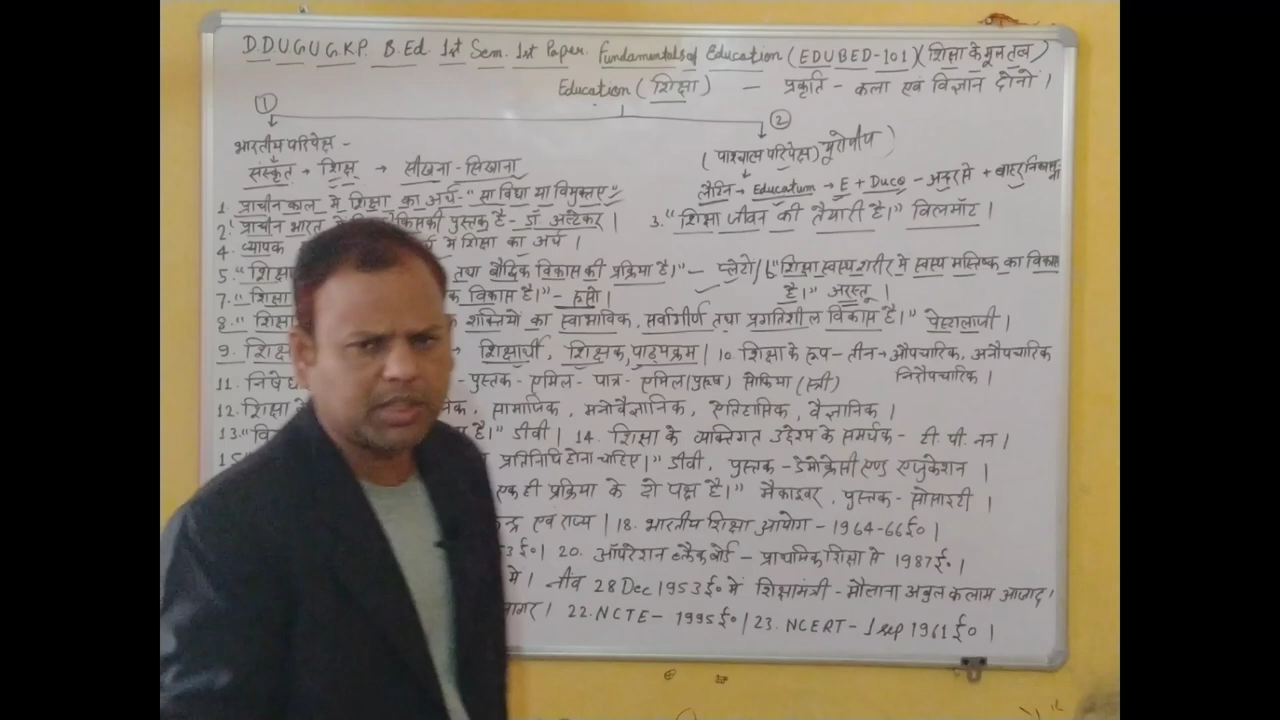 D.D.U.G.U G.K.P. B.Ed. 1st Sem. 1st Paper. Fundamentals of Education (EDUBED-101) (शिक्षा के मूल तत्व)
Education (शिक्षा) — प्रकृति - कला एवं विज्ञान दोनों ।
① ②
भारतीय परिपेक्ष -
(पाश्चात्य परिपेक्ष) यूरोपीय )
संस्कृत → शिक्ष → सीखना - सिखाना
लैटिन → Educatum → E + Duco - अन्दर से + बाहर निकालना
1. प्राचीन काल में शिक्षा का अर्थ - "सा विद्या या विमुक्तए"
2. प्राचीन भारत किसकी पुस्तक है - डॉ. अल्टेकर ।
3. "शिक्षा जीवन की तैयारी है।" विलमॉट ।
4. व्यापक में शिक्षा का अर्थ ।
5. "शिक्षा तथा बौद्धिक विकास की प्रक्रिया है।" - प्लेटो / 6 "शिक्षा स्वस्थ शरीर में स्वस्थ मस्तिष्क का विकास
है।" अरस्तू ।
7. "शिक्षा विकास है।" - रूसो ।
8. "शिक्षा शक्तियों का स्वाभाविक, सर्वांगीर्ण तथा प्रगतिशील विकास है।" पेस्टालाजी ।
9. शिक्षा → शिक्षार्थी, शिक्षक, पाठ्यक्रम | 10. शिक्षा के रूप - तीन → औपचारिक, अनौपचारिक
निरौपचारिक ।
11. निषेध - पुस्तक - एमिल - पात्र - एमिल (पुरुष) सोफिया (स्त्री)
12. शिक्षा के , सामाजिक , मनोवैज्ञानिक , ऐतिहासिक , वैज्ञानिक ।
13. "वि है।" डीवी | 14. शिक्षा के व्यक्तिगत उद्देश्य के समर्थक - टी. पी. नन ।
15 प्रतिनिधि होना चाहिए।" डीवी, पुस्तक - डेमोक्रेसी एण्ड एजुकेशन ।
एक ही प्रक्रिया के दो पक्ष है।" मैकाइवर, पुस्तक - सोसाइटी ।
एवं राज्य | 18. भारतीय शिक्षा आयोग - 1964-66 ई० ।
3 ई० | 20. ऑपरेशन ब्लैक बोर्ड - प्राथमिक शिक्षा से 1987 ई० ।
में । नींव 28 Dec 1953 ई० में शिक्षामंत्री - मौलाना अबुल कलाम आजाद ।
22. NCTE - 1995 ई० | 23. NCERT - 1 sep 1961 ई० ।